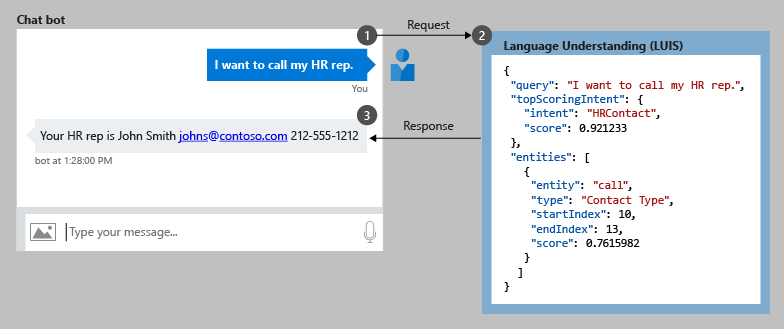 Chat bot
1
Request
2
I want to call my HR rep.
You
3
Your HR rep is John Smith johns@contoso.com 212-555-1212
bot at 1:28:00 PM
Response
Type your message...
Language Understanding (LUIS)
{
"query": "I want to call my HR rep.",
"topScoringIntent": {
"intent": "HRContact",
"score": 0.921233
},
"entities": [
{
"entity": "call",
"type": "Contact Type",
"startIndex": 10,
"endIndex": 13,
"score": 0.7615982
}
]
}